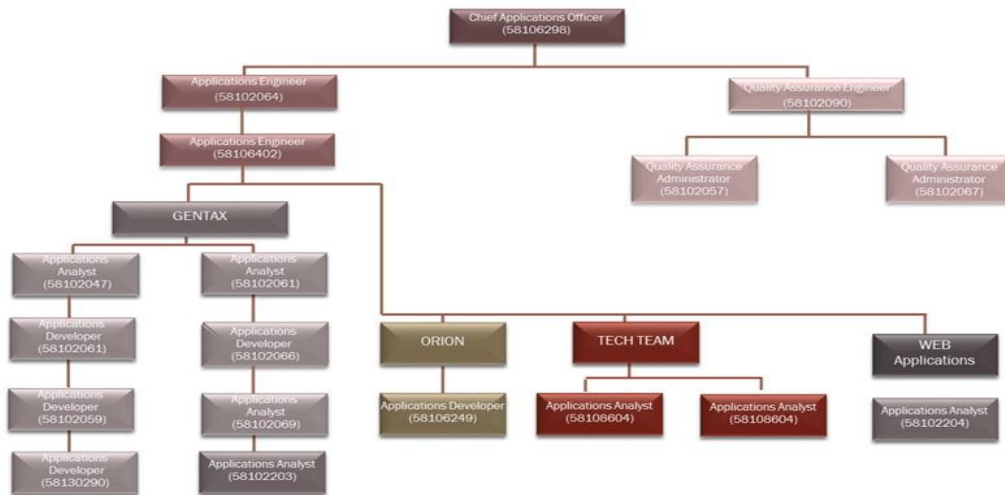 Chief Applications Officer
(58106298)
Applications Engineer
(58102064)
Quality Assurance Engineer
(58102090)
Applications Engineer
(58106402)
Quality Assurance
Administrator
(58102057)
Quality Assurance
Administrator
(58102067)
GENTAX
Applications
Analyst
(58102047)
Applications
Analyst
(58102061)
Applications
Developer
(58102061)
Applications
Developer
(58102066)
ORION
TECH TEAM
WEB
Applications
Applications
Developer
(58102059)
Applications
Analyst
(58102069)
Applications Developer
(58106249)
Applications Analyst
(58108604)
Applications Analyst
(58108604)
Applications Analyst
(58102204)
Applications
Developer
(58130290)
Applications Analyst
(58102203)